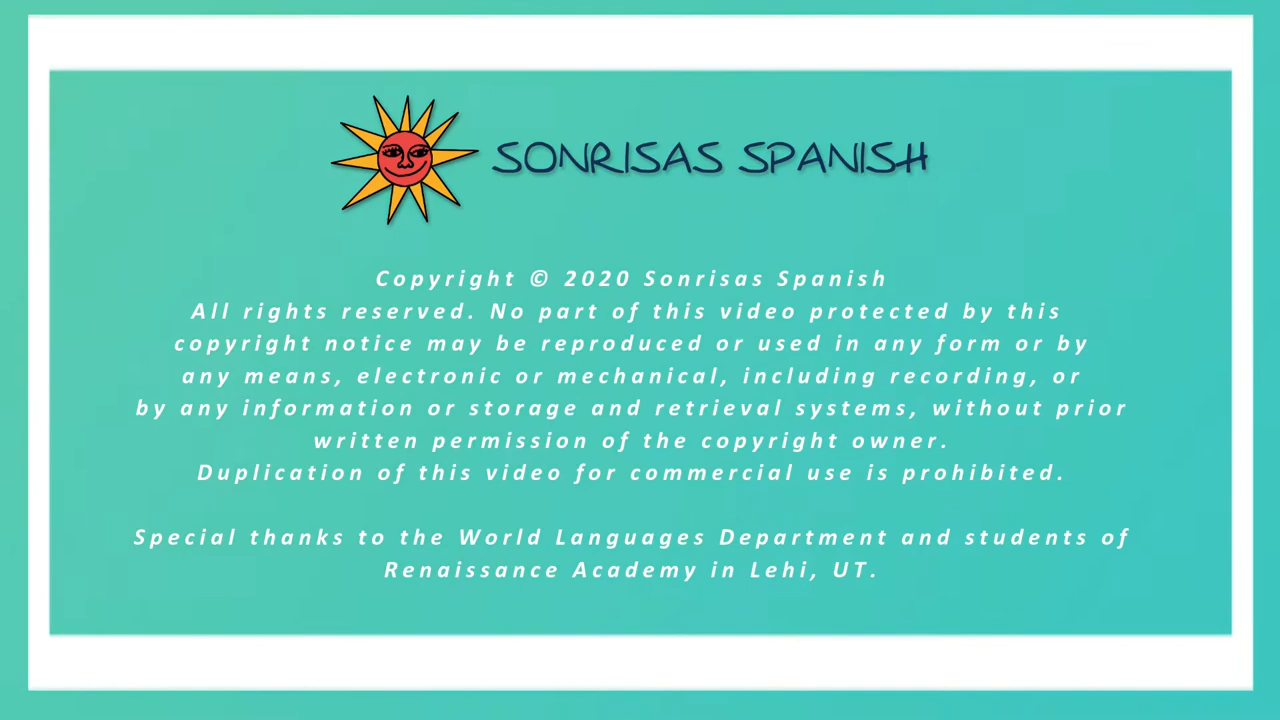 SONRISAS SPANISH
Copyright © 2020 Sonrisas Spanish
All rights reserved. No part of this video protected by this
copyright notice may be reproduced or used in any form or by
any means, electronic or mechanical, including recording, or
by any information or storage and retrieval systems, without prior
written permission of the copyright owner.
Duplication of this video for commercial use is prohibited.
Special thanks to the World Languages Department and students of
Renaissance Academy in Lehi, UT.